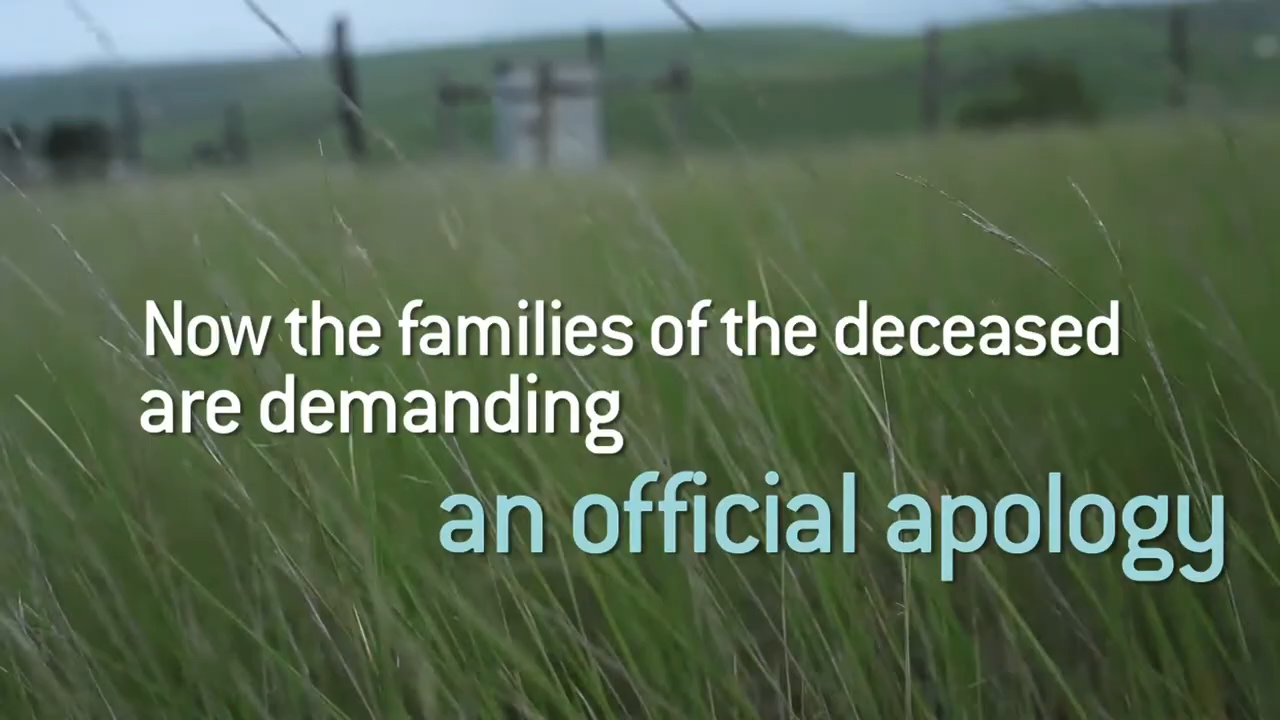 Now the families of the deceased
are demanding
an official apology